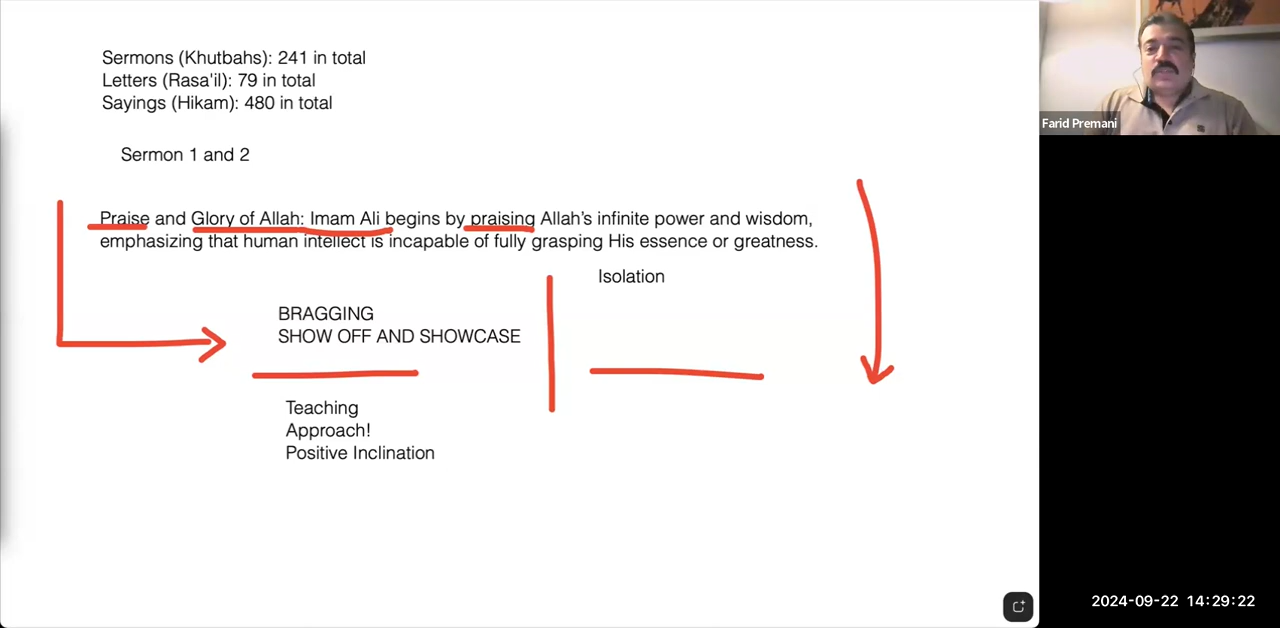 Sermons (Khutbahs): 241 in total
Letters (Rasa'il): 79 in total
Sayings (Hikam): 480 in total
Sermon 1 and 2
Praise and Glory of Allah: Imam Ali begins by praising Allah’s infinite power and wisdom,
emphasizing that human intellect is incapable of fully grasping His essence or greatness.
Isolation
BRAGGING
SHOW OFF AND SHOWCASE
Teaching
Approach!
Positive Inclination
Farid Premani
2024-09-22 14:29:22